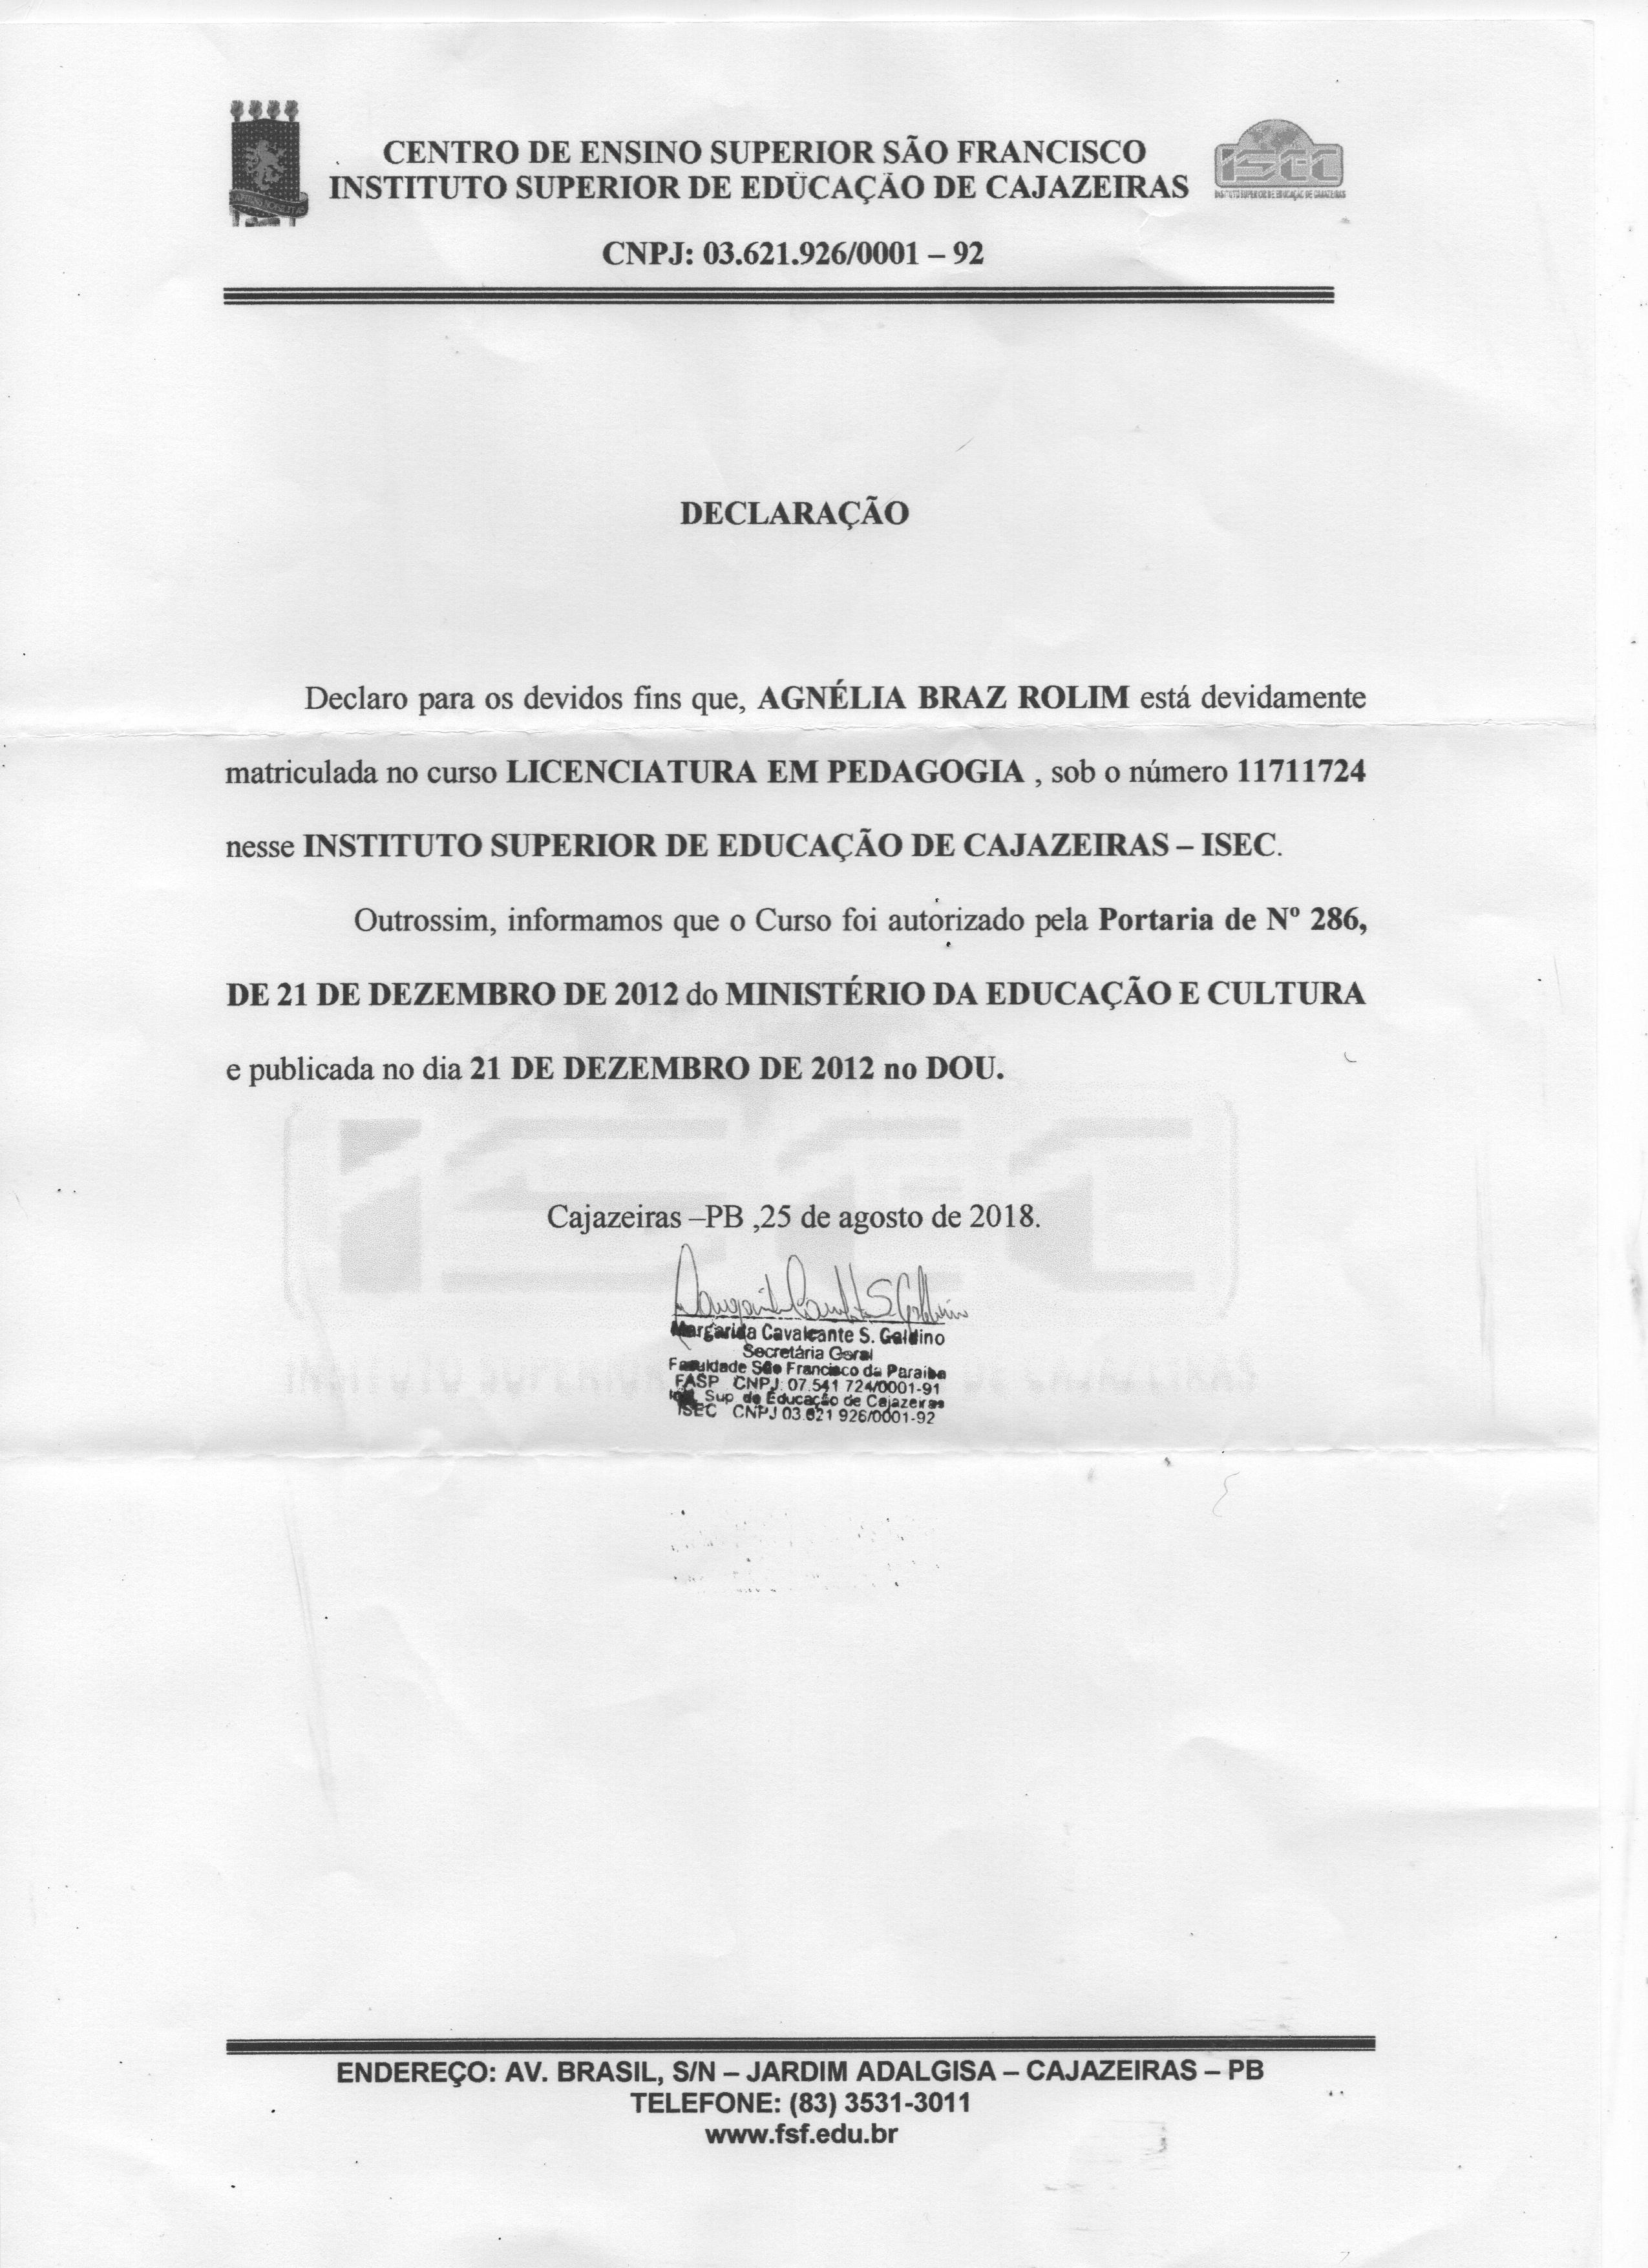 CENTRO DE ENSINO SUPERIOR SÃO FRANCISCO
INSTITUTO SUPERIOR DE EDUCAÇÃO DE CAJAZEIRAS
ISEC
INSTITUTO SUPERIOR DE EDUCAÇÃO DE CAJAZEIRAS
CNPJ: 03.621.926/0001 – 92
DECLARAÇÃO
Declaro para os devidos fins que, AGNÉLIA BRAZ ROLIM está devidamente
matriculada no curso LICENCIATURA EM PEDAGOGIA , sob o número 11711724
nesse INSTITUTO SUPERIOR DE EDUCAÇÃO DE CAJAZEIRAS – ISEC.
Outrossim, informamos que o Curso foi autorizado pela Portaria de Nº 286,
DE 21 DE DEZEMBRO DE 2012 do MINISTÉRIO DA EDUCAÇÃO E CULTURA
e publicada no dia 21 DE DEZEMBRO DE 2012 no DOU.
ISEC
Cajazeiras –PB ,25 de agosto de 2018.
Margarida Cavalcante S. Galdino
Secretária Geral
Faculdade São Francisco da Paraiba
FASP CNPJ: 07.541 724/0001-91
Inst. Sup de Educação de Cajazeiras
ISEC CNPJ 03.621 926/0001-92
ENDEREÇO: AV. BRASIL, S/N – JARDIM ADALGISA – CAJAZEIRAS – PB
TELEFONE: (83) 3531-3011
www.fsf.edu.br